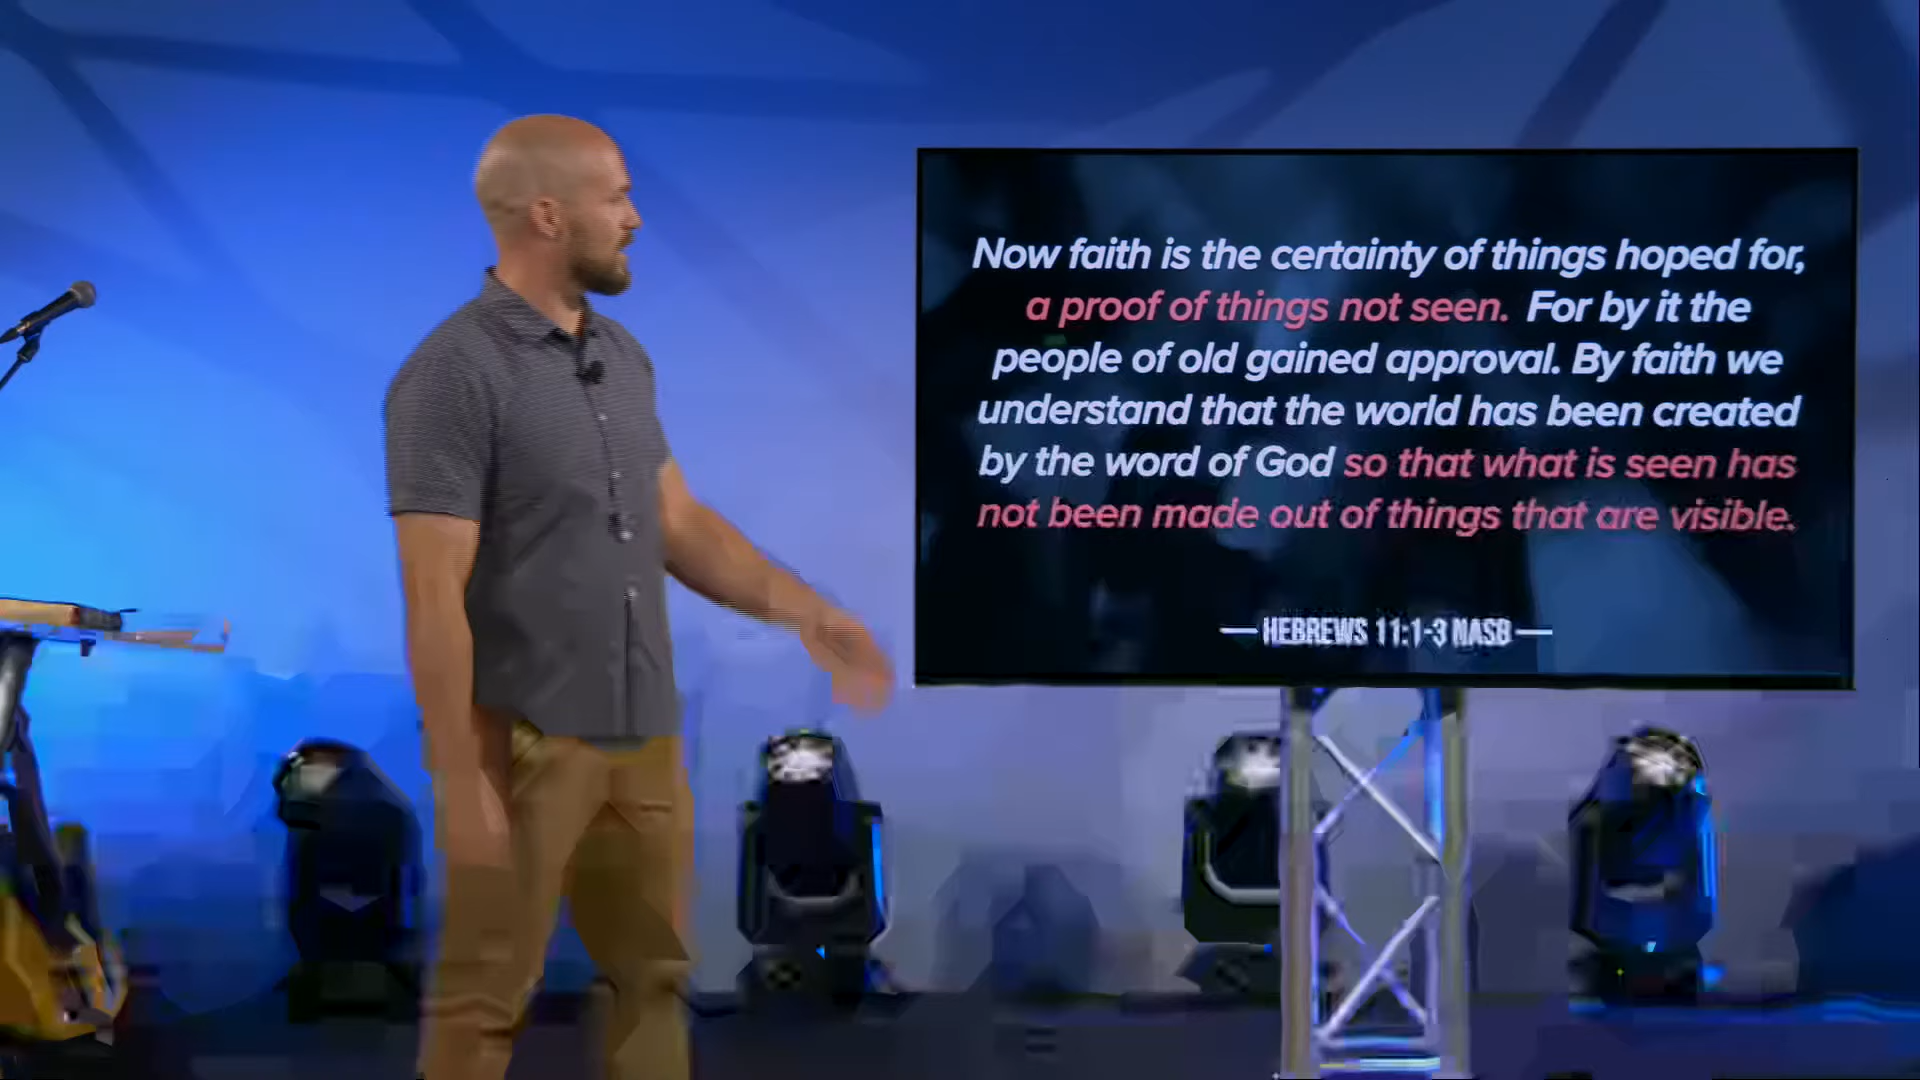 Now faith is the certainty of things hoped for,
a proof of things not seen. For by it the
people of old gained approval. By faith we
understand that the world has been created
by the word of God so that what is seen has
not been made out of things that are visible.
HEBREWS 11:1-3 NASB